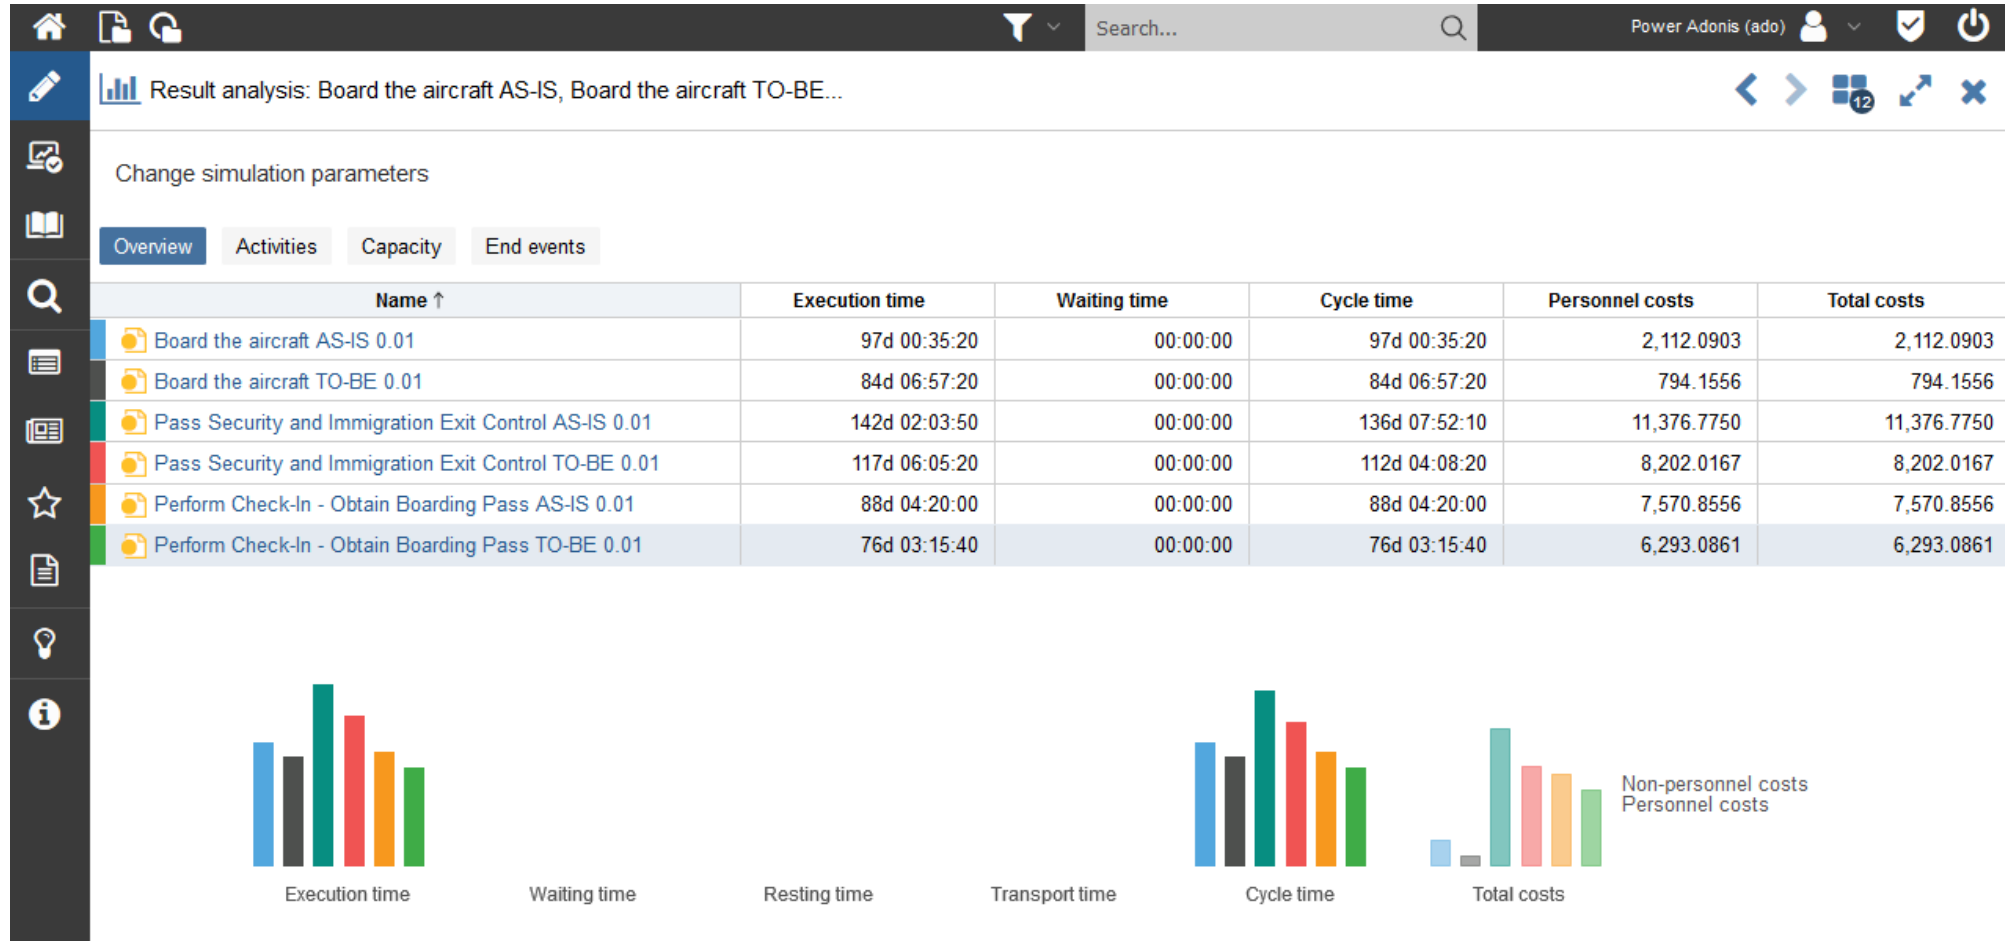 Search...
Power Adonis (ado)
Result analysis: Board the aircraft AS-IS, Board the aircraft TO-BE...
12
Change simulation parameters
Overview Activities Capacity End events
Name ↑ Execution time Waiting time Cycle time Personnel costs Total costs
Board the aircraft AS-IS 0.01 97d 00:35:20 00:00:00 97d 00:35:20 2,112.0903 2,112.0903
Board the aircraft TO-BE 0.01 84d 06:57:20 00:00:00 84d 06:57:20 794.1556 794.1556
Pass Security and Immigration Exit Control AS-IS 0.01 142d 02:03:50 00:00:00 136d 07:52:10 11,376.7750 11,376.7750
Pass Security and Immigration Exit Control TO-BE 0.01 117d 06:05:20 00:00:00 112d 04:08:20 8,202.0167 8,202.0167
Perform Check-In - Obtain Boarding Pass AS-IS 0.01 88d 04:20:00 00:00:00 88d 04:20:00 7,570.8556 7,570.8556
Perform Check-In - Obtain Boarding Pass TO-BE 0.01 76d 03:15:40 00:00:00 76d 03:15:40 6,293.0861 6,293.0861
Non-personnel costs
Personnel costs
Execution time Waiting time Resting time Transport time Cycle time Total costs